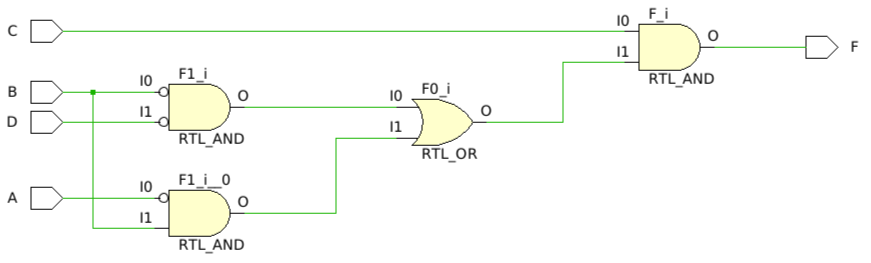 C
I0
F_i
O
F
I1
RTL_AND
B
I0
F1_i
O
D
I1
RTL_AND
I0
F0_i
O
I1
RTL_OR
A
I0
F1_i__0
O
I1
RTL_AND